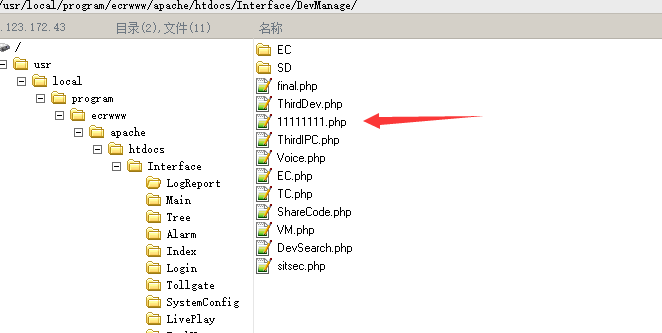 /usr/local/program/ecrwww/apache/htdocs/Interface/DevManage/
.123.172.43
目录(2),文件(11)
名称
/
usr
local
program
ecrwww
apache
htdocs
Interface
LogReport
Main
Tree
Alarm
Index
Login
Tollgate
SystemConfig
LivePlay
EC
SD
final.php
ThirdDev.php
11111111.php
ThirdIPC.php
Voice.php
EC.php
TC.php
ShareCode.php
VM.php
DevSearch.php
sitsec.php